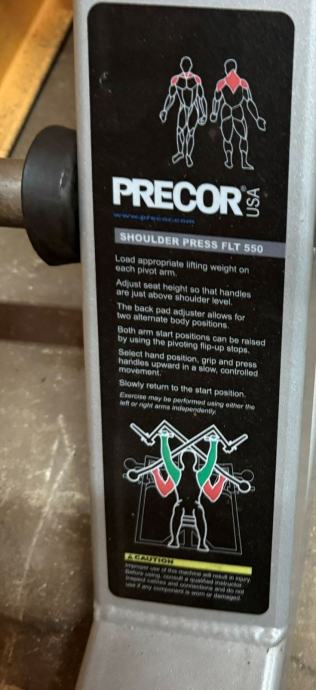 PRECOR® USA
www.precor.com
SHOULDER PRESS FLT 550
Load appropriate lifting weight on
each pivot arm.
Adjust seat height so that handles
are just above shoulder level.
The back pad adjuster allows for
two alternate body positions.
Both arm start positions can be raised
by using the pivoting flip-up stops.
Select hand position, grip and press
handles upward in a slow, controlled
movement.
Slowly return to the start position.
Exercise may be performed using either the
left or right arms independently.
CAUTION
Improper use of this machine will result in injury.
Before using, consult a qualified instructor.
Inspect cables and connections and do not
use if any component is worn or damaged.